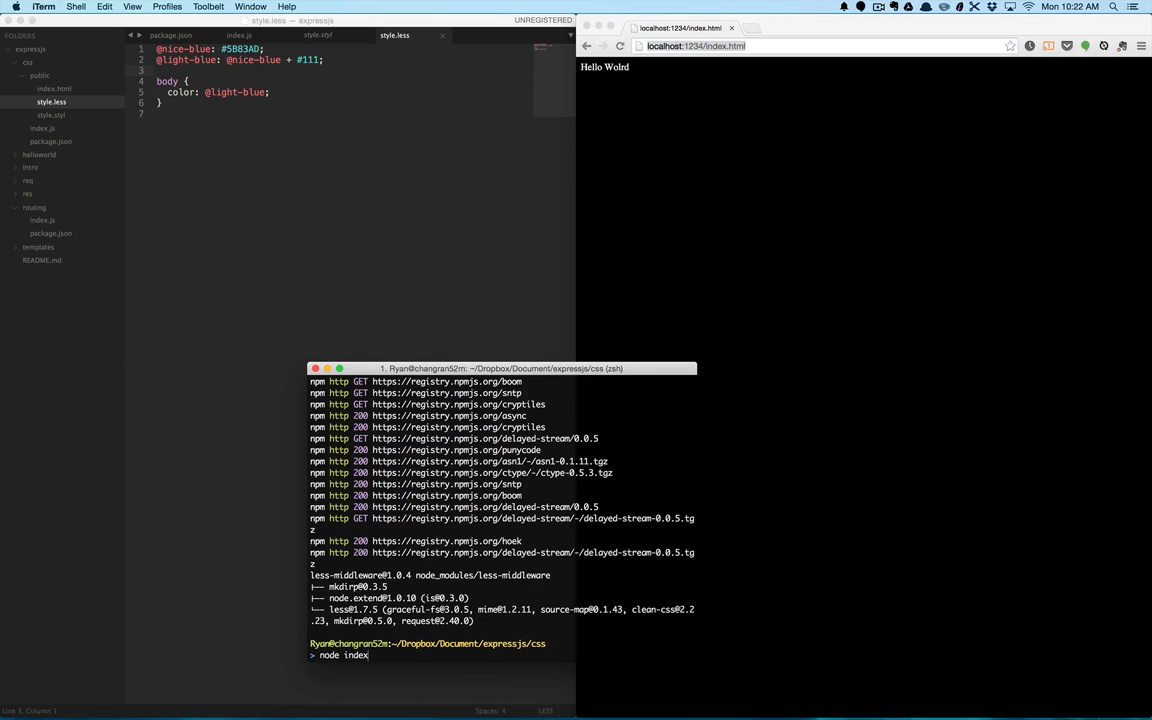 iTerm Shell Edit View Profiles Toolbelt Window Help
Mon 10:22 AM
style.less — expressjs
UNREGISTERED
FOLDERS
expressjs
css
public
index.html
style.less
style.styl
index.js
package.json
helloworld
Intro
req
res
routing
index.js
package.json
templates
README.md
package.json
index.js
style.styl
style.less
1 @nice-blue: #5B83AD;
2 @light-blue: @nice-blue + #111;
3
4 body {
5 color: @light-blue;
6 }
7
localhost:1234/index.html
localhost:1234/index.html
Hello Wolrd
1. Ryan@changran52m: ~/Dropbox/Document/expressjs/css (zsh)
npm http GET https://registry.npmjs.org/boom
npm http GET https://registry.npmjs.org/sntp
npm http GET https://registry.npmjs.org/cryptiles
npm http 200 https://registry.npmjs.org/async
npm http 200 https://registry.npmjs.org/cryptiles
npm http GET https://registry.npmjs.org/delayed-stream/0.0.5
npm http 200 https://registry.npmjs.org/punycode
npm http 200 https://registry.npmjs.org/asn1/-/asn1-0.1.11.tgz
npm http 200 https://registry.npmjs.org/ctype/-/ctype-0.5.3.tgz
npm http 200 https://registry.npmjs.org/sntp
npm http 200 https://registry.npmjs.org/boom
npm http 200 https://registry.npmjs.org/delayed-stream/0.0.5
npm http GET https://registry.npmjs.org/delayed-stream/-/delayed-stream-0.0.5.tg
z
npm http 200 https://registry.npmjs.org/hoek
npm http 200 https://registry.npmjs.org/delayed-stream/-/delayed-stream-0.0.5.tg
z
less-middleware@1.0.4 node_modules/less-middleware
├── mkdirp@0.3.5
├── node.extend@1.0.10 (is@0.3.0)
└── less@1.7.5 (graceful-fs@3.0.5, mime@1.2.11, source-map@0.1.43, clean-css@2.2
.23, mkdirp@0.5.0, request@2.40.0)
Ryan@changran52m:~/Dropbox/Document/expressjs/css
> node index
Line 3, Column 1
Spaces: 4
LESS